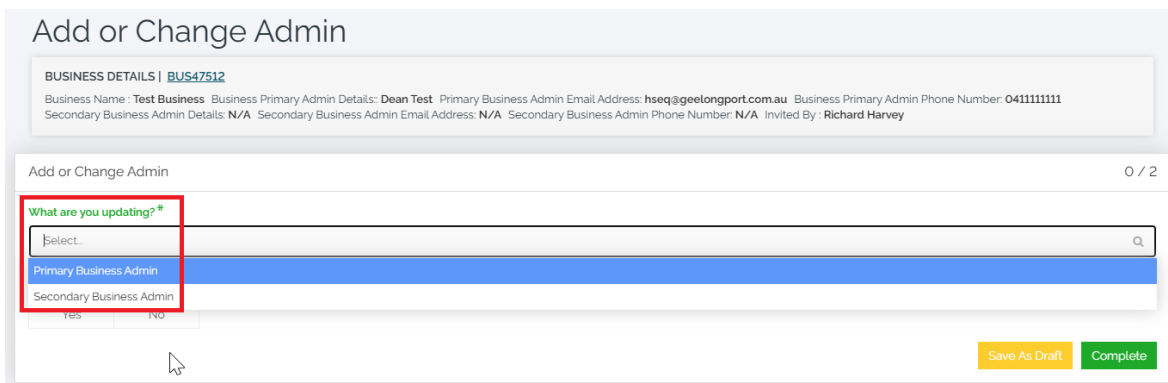 Add or Change Admin
BUSINESS DETAILS | BUS47512
Business Name : Test Business Business Primary Admin Details:: Dean Test Primary Business Admin Email Address: hseq@geelongport.com.au Business Primary Admin Phone Number: 0411111111
Secondary Business Admin Details: N/A Secondary Business Admin Email Address: N/A Secondary Business Admin Phone Number: N/A Invited By : Richard Harvey
Add or Change Admin 0 / 2
What are you updating? *
Select...
Primary Business Admin
Secondary Business Admin
Yes No
Save As Draft Complete